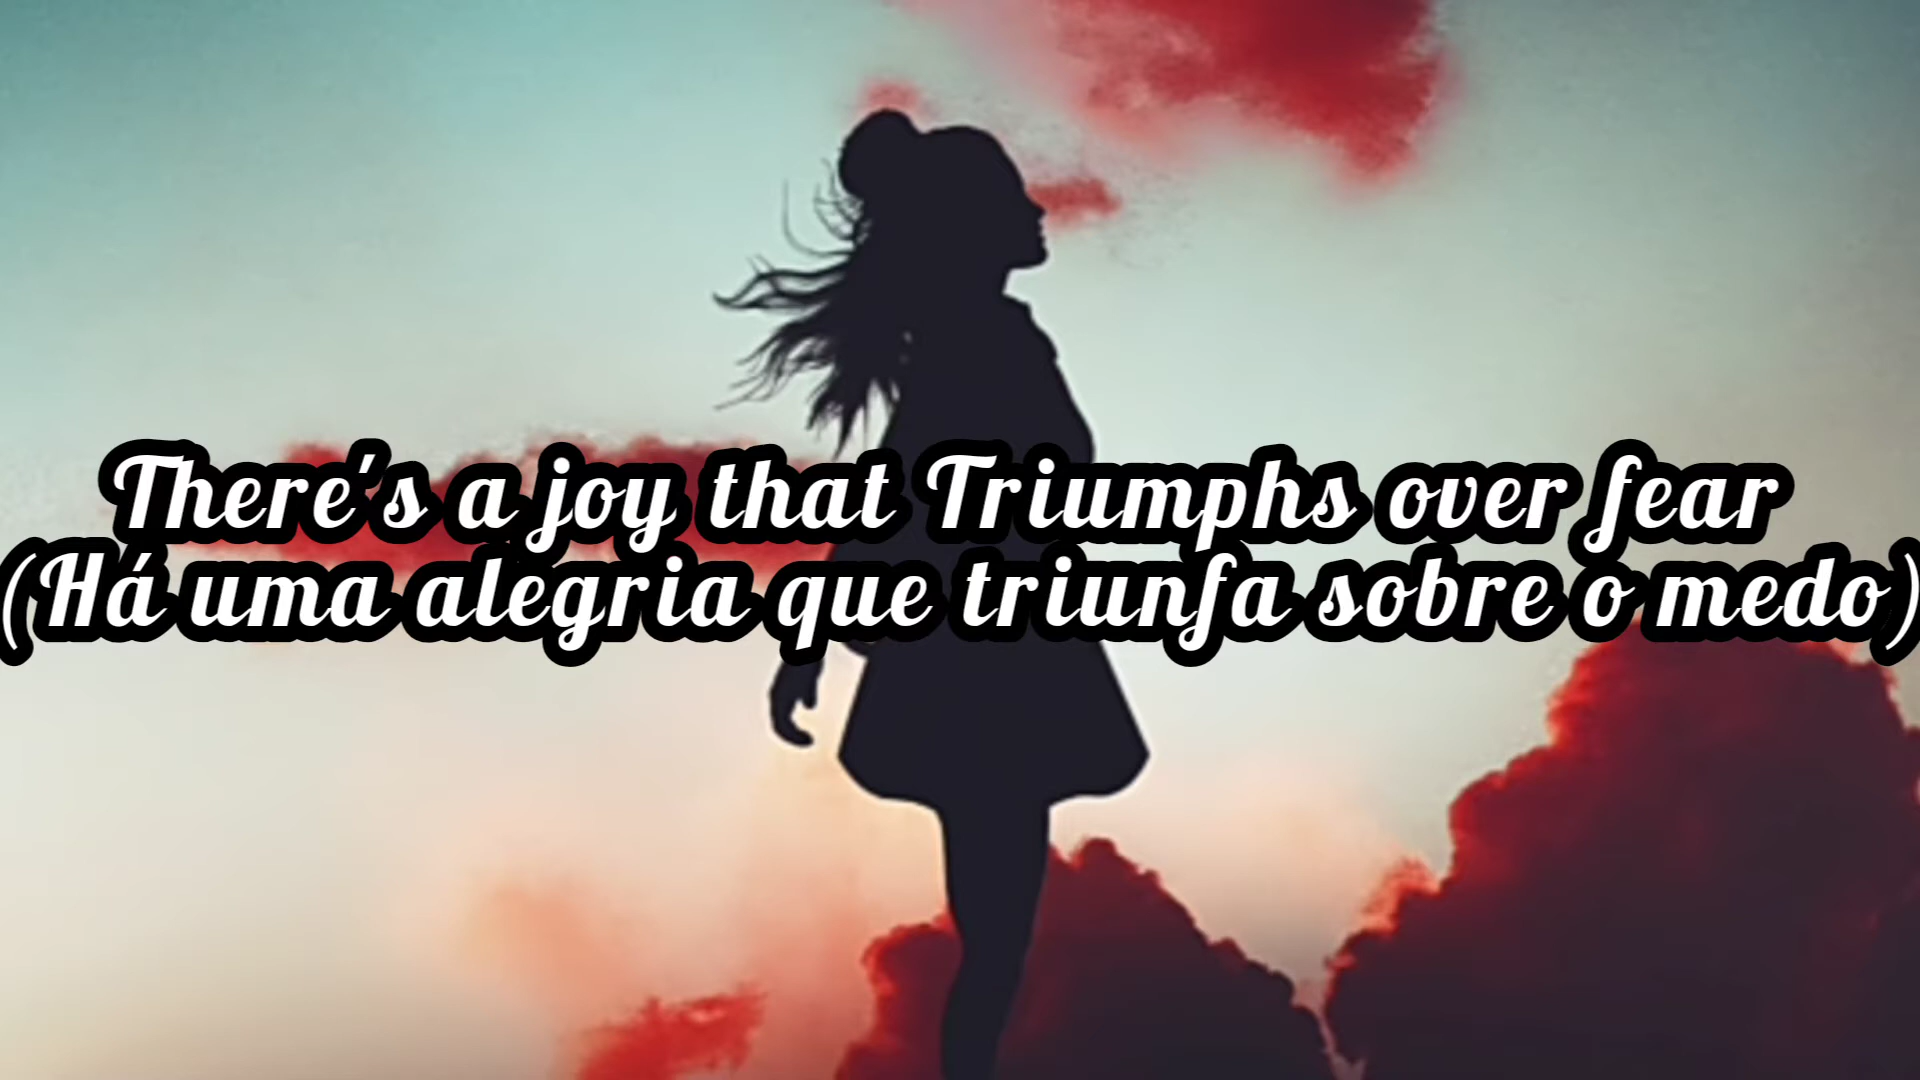 There's a joy that Triumphs over fear
(Há uma alegria que triunfa sobre o medo)